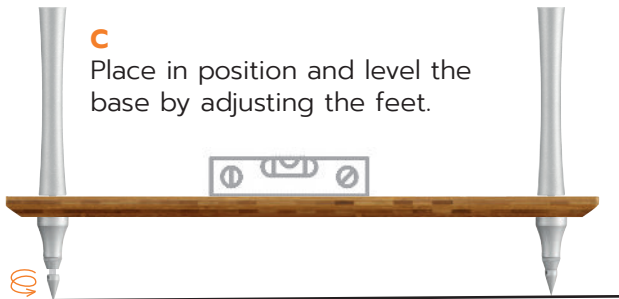 C
Place in position and level the
base by adjusting the feet.